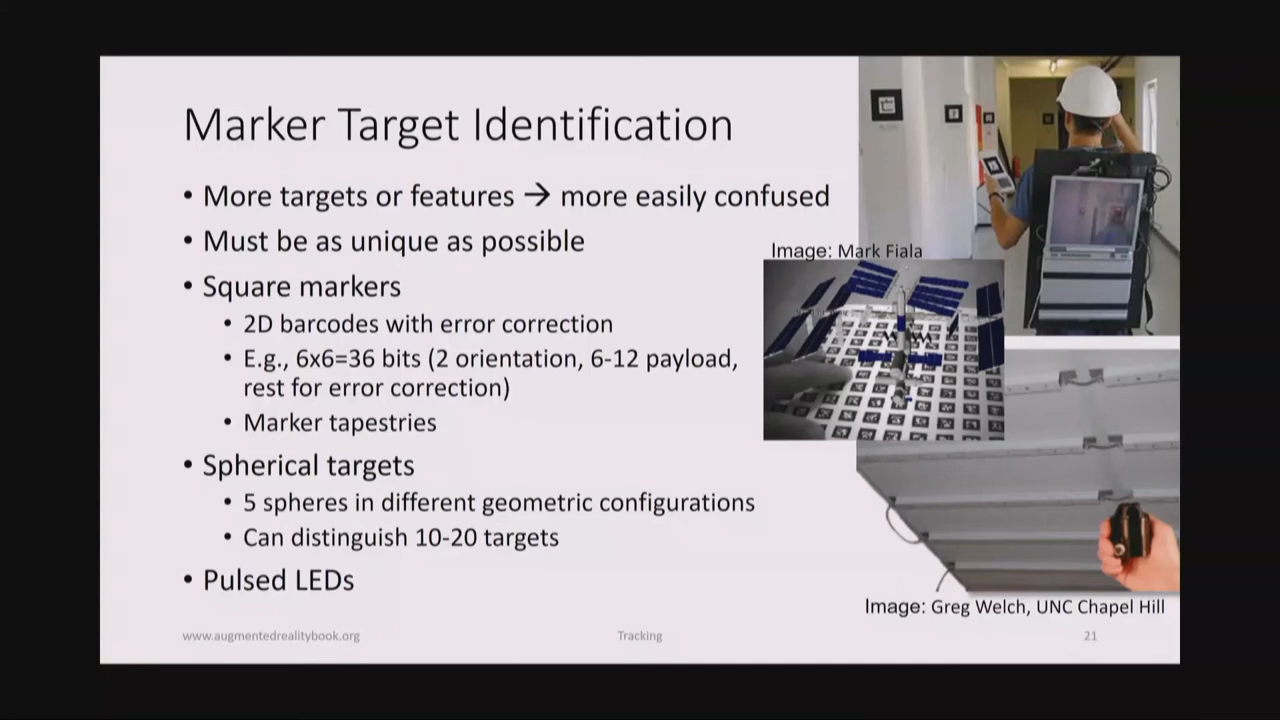 Marker Target Identification
• More targets or features → more easily confused
• Must be as unique as possible
• Square markers
• 2D barcodes with error correction
• E.g., 6x6=36 bits (2 orientation, 6-12 payload,
rest for error correction)
• Marker tapestries
• Spherical targets
• 5 spheres in different geometric configurations
• Can distinguish 10-20 targets
• Pulsed LEDs
Image: Mark Fiala
Image: Greg Welch, UNC Chapel Hill
www.augmentedrealitybook.org
Tracking
21